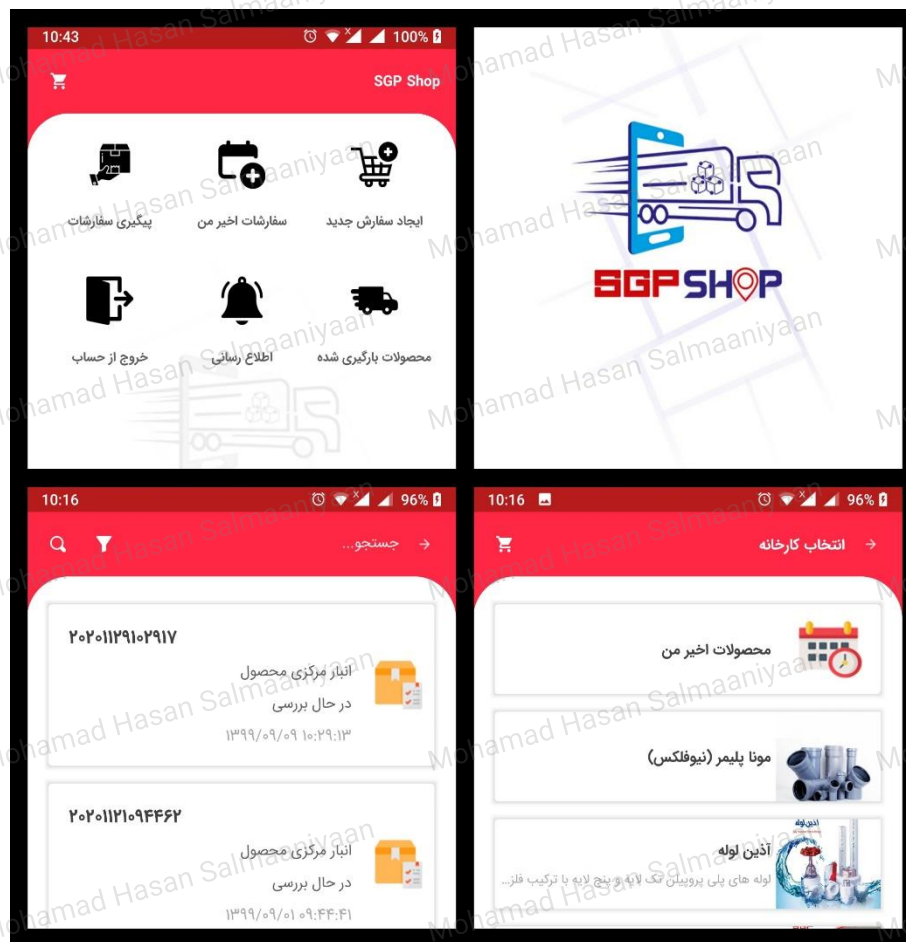 10:43
100%
SGP Shop
ایجاد سفارش جدید
سفارشات اخیر من
پیگیری سفارشات
محصولات بارگیری شده
اطلاع رسانی
خروج از حساب
SGPSHOP
10:16
96%
جستجو...
۲۰۲۰۱۱۲۹۱۰۲۹۱۷
انبار مرکزی محصول
در حال بررسی
۱۳۹۹/۰۹/۰۹ ۱۰:۲۹:۱۳
۲۰۲۰۱۱۲۱۰۹۴۴۶۲
انبار مرکزی محصول
در حال بررسی
۱۳۹۹/۰۹/۰۱ ۰۹:۴۴:۴۱
10:16
96%
انتخاب کارخانه
محصولات اخیر من
مونا پلیمر (نیوفلکس)
آذین لوله
آذین لوله
لوله های پلی پروپیلن تک لایه و پنج لایه با ترکیب فلز...
Mohamad Hasan Salmaaniyaan